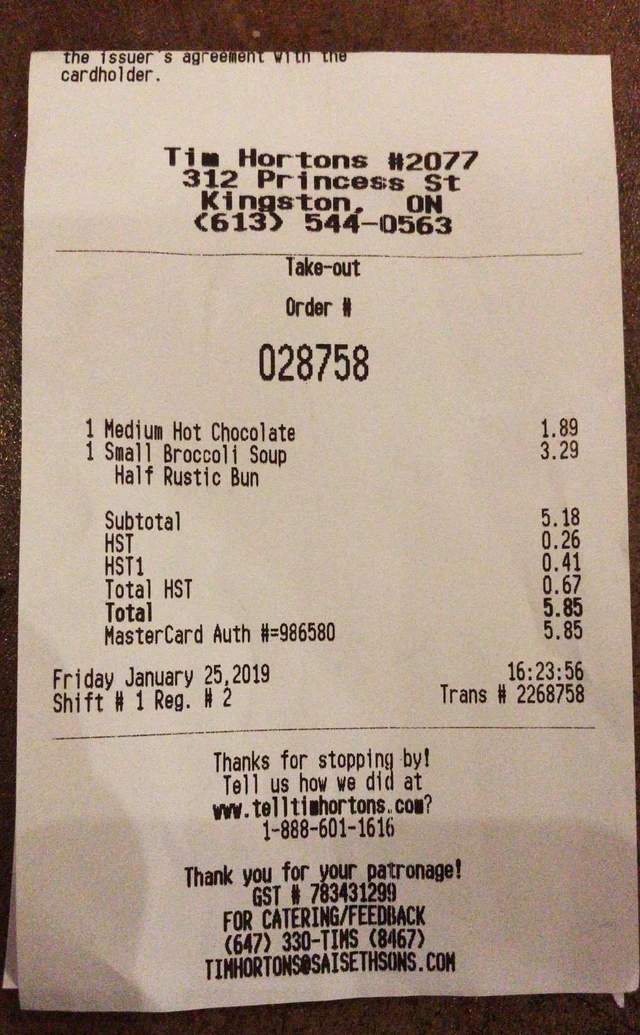 the issuer's agreement with the
cardholder.
Tim Hortons #2077
312 Princess St
Kingston, ON
(613) 544-0563
Take-out
Order #
028758
1 Medium Hot Chocolate 1.89
1 Small Broccoli Soup 3.29
Half Rustic Bun
Subtotal 5.18
HST 0.26
HST1 0.41
Total HST 0.67
Total 5.85
MasterCard Auth #=986580 5.85
Friday January 25,2019 16:23:56
Shift # 1 Reg. # 2 Trans # 2268758
Thanks for stopping by!
Tell us how we did at
www.telltimhortons.com?
1-888-601-1616
Thank you for your patronage!
GST # 783431299
FOR CATERING/FEEDBACK
(647) 330-TIMS (8467)
TIMHORTONS@SAISETHSONS.COM